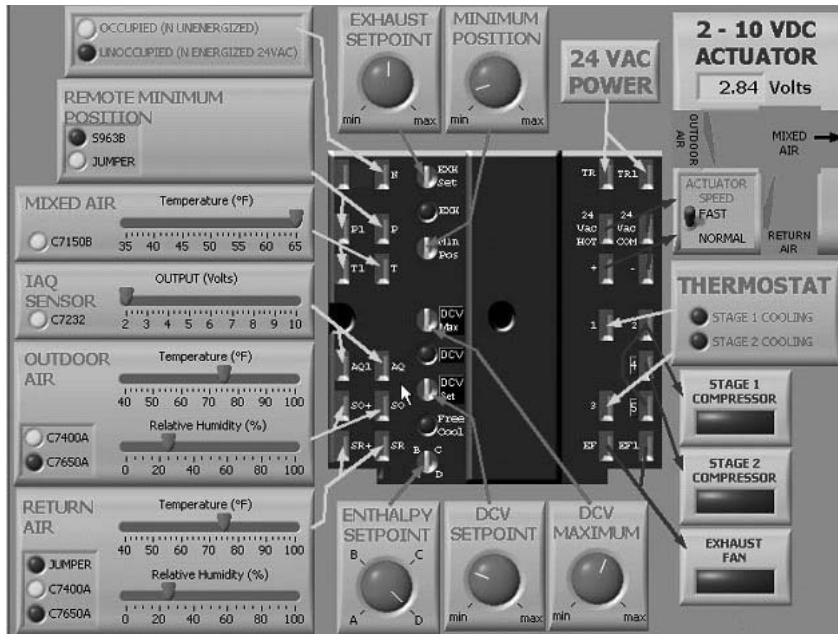 OCCUPIED (N UNENERGIZED)
UNOCCUPIED (N ENERGIZED 24VAC)
REMOTE MINIMUM
POSITION
S963B
JUMPER
MIXED AIR
Temperature (°F)
C7150B
35 40 45 50 55 60 65
IAQ
SENSOR
OUTPUT (Volts)
C7232
2 3 4 5 6 7 8 9 10
OUTDOOR
AIR
Temperature (°F)
40 50 60 70 80 90 100
Relative Humidity (%)
C7400A
C7650A
0 20 40 60 80 100
RETURN
AIR
Temperature (°F)
40 50 60 70 80 90 100
JUMPER
C7400A
C7650A
Relative Humidity (%)
0 20 40 60 80 100
EXHAUST
SETPOINT
min max
MINIMUM
POSITION
min max
24 VAC
POWER
2 - 10 VDC
ACTUATOR
2.84 Volts
OUTDOOR
AIR
MIXED
AIR
ACTUATOR
SPEED
FAST
NORMAL
RETURN
AIR
N
EXH
Set
P1 P
EXH
Min
Pos
T1 T
DCV
Max
DCV
AQ1 AQ
DCV
Set
SO+ SO
Free
Cool
SR+ SR
B C
D
TR TR1
24
Vac
HOT
24
Vac
COM
+ -
1 2
4
3 5
EF EF1
THERMOSTAT
STAGE 1 COOLING
STAGE 2 COOLING
STAGE 1
COMPRESSOR
STAGE 2
COMPRESSOR
EXHAUST
FAN
ENTHALPY
SETPOINT
B C
A D
DCV
SETPOINT
min max
DCV
MAXIMUM
min max